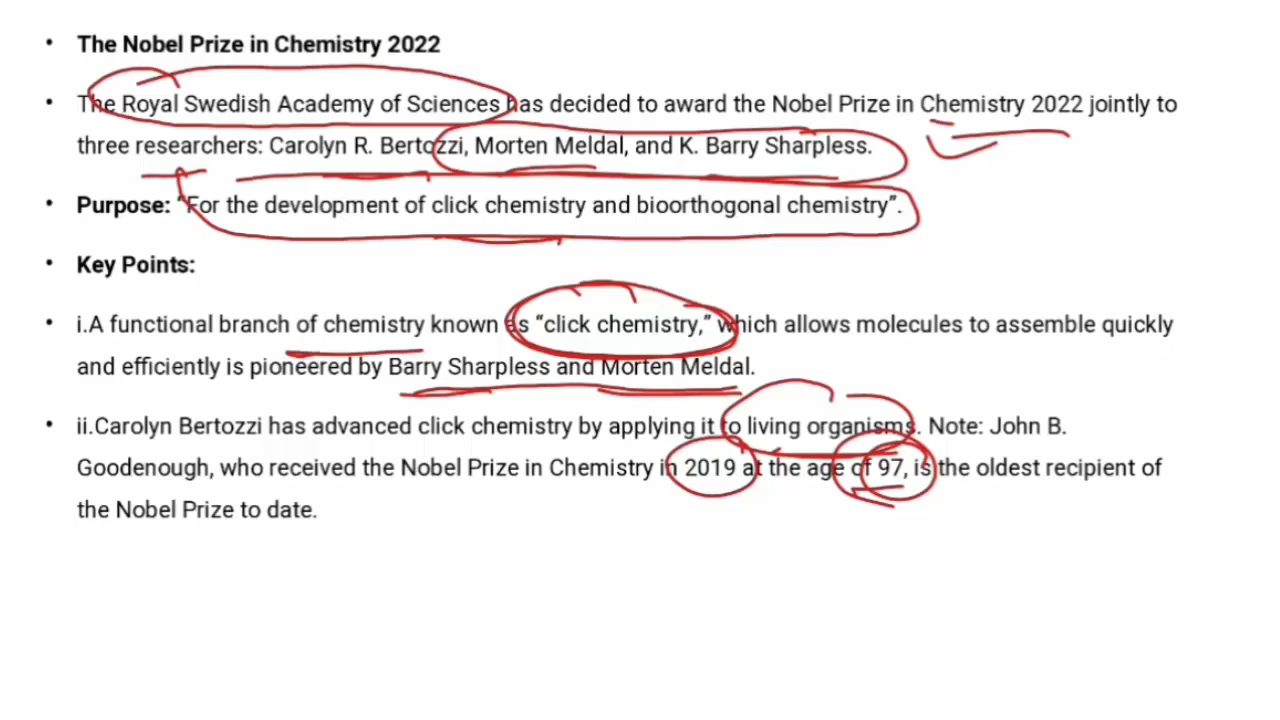 • The Nobel Prize in Chemistry 2022
• The Royal Swedish Academy of Sciences has decided to award the Nobel Prize in Chemistry 2022 jointly to
three researchers: Carolyn R. Bertozzi, Morten Meldal, and K. Barry Sharpless.
• Purpose: “For the development of click chemistry and bioorthogonal chemistry”.
• Key Points:
• i.A functional branch of chemistry known as “click chemistry,” which allows molecules to assemble quickly
and efficiently is pioneered by Barry Sharpless and Morten Meldal.
• ii.Carolyn Bertozzi has advanced click chemistry by applying it to living organisms. Note: John B.
Goodenough, who received the Nobel Prize in Chemistry in 2019 at the age of 97, is the oldest recipient of
the Nobel Prize to date.